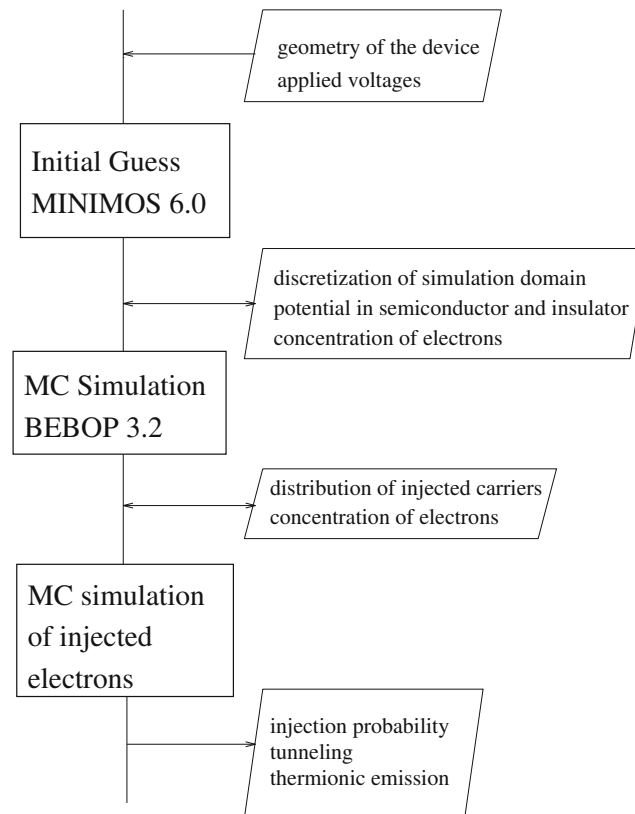 geometry of the device
applied voltages
Initial Guess
MINIMOS 6.0
discretization of simulation domain
potential in semiconductor and insulator
concentration of electrons
MC Simulation
BEBOP 3.2
distribution of injected carriers
concentration of electrons
MC simulation
of injected
electrons
injection probability
tunneling
thermionic emission